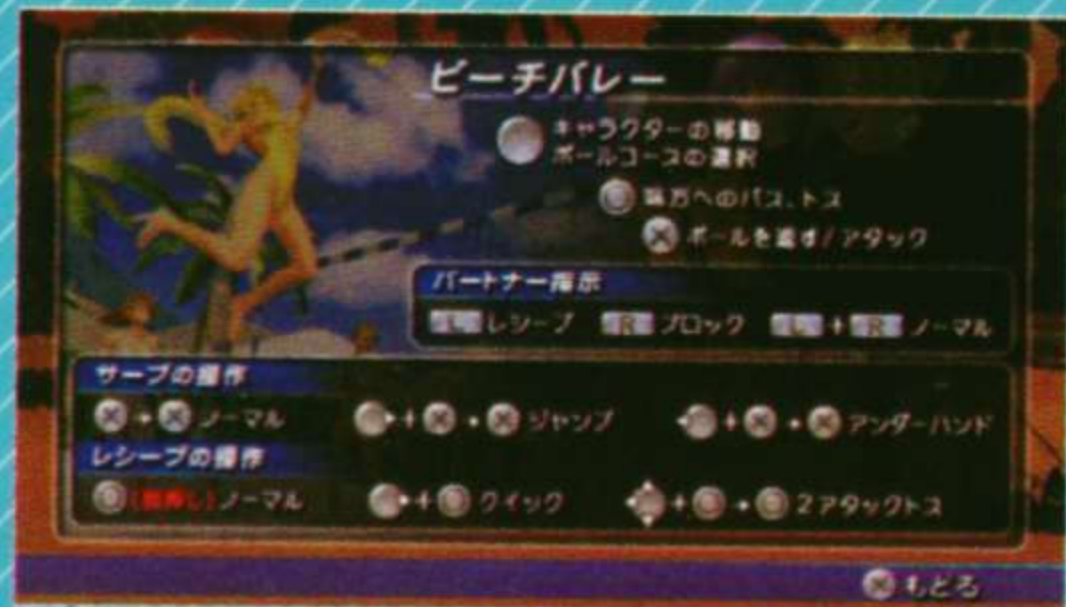 ビーチバレー
キャラクターの移動
ボールコースの選択
味方へのパス、トス
ボールを返す/アタック
パートナー指示
L レシーブ R ブロック L + R ノーマル
サーブの操作
ノーマル + ジャンプ + アンダーハンド
レシーブの操作
ノーマル + クイック + 2アタックトス
もどる